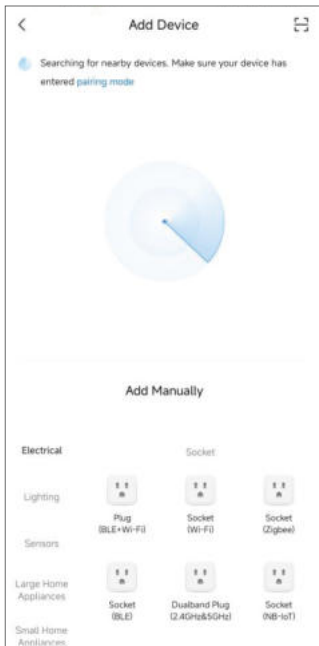 Add Device
Searching for nearby devices. Make sure your device has
entered pairing mode
Add Manually
Electrical
Socket
Lighting
Plug
(BLE+Wi-Fi)
Socket
(Wi-Fi)
Socket
(Zigbee)
Sensors
Large Home
Appliances
Socket
(BLE)
Dualband Plug
(2.4GHz&5GHz)
Socket
(NB-IoT)
Small Home
Appliances